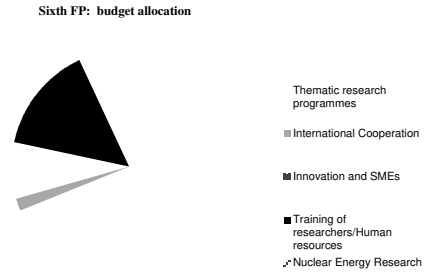 Sixth FP: budget allocation
Thematic research
programmes
International Cooperation
Innovation and SMEs
Training of
researchers/Human
resources
Nuclear Energy Research